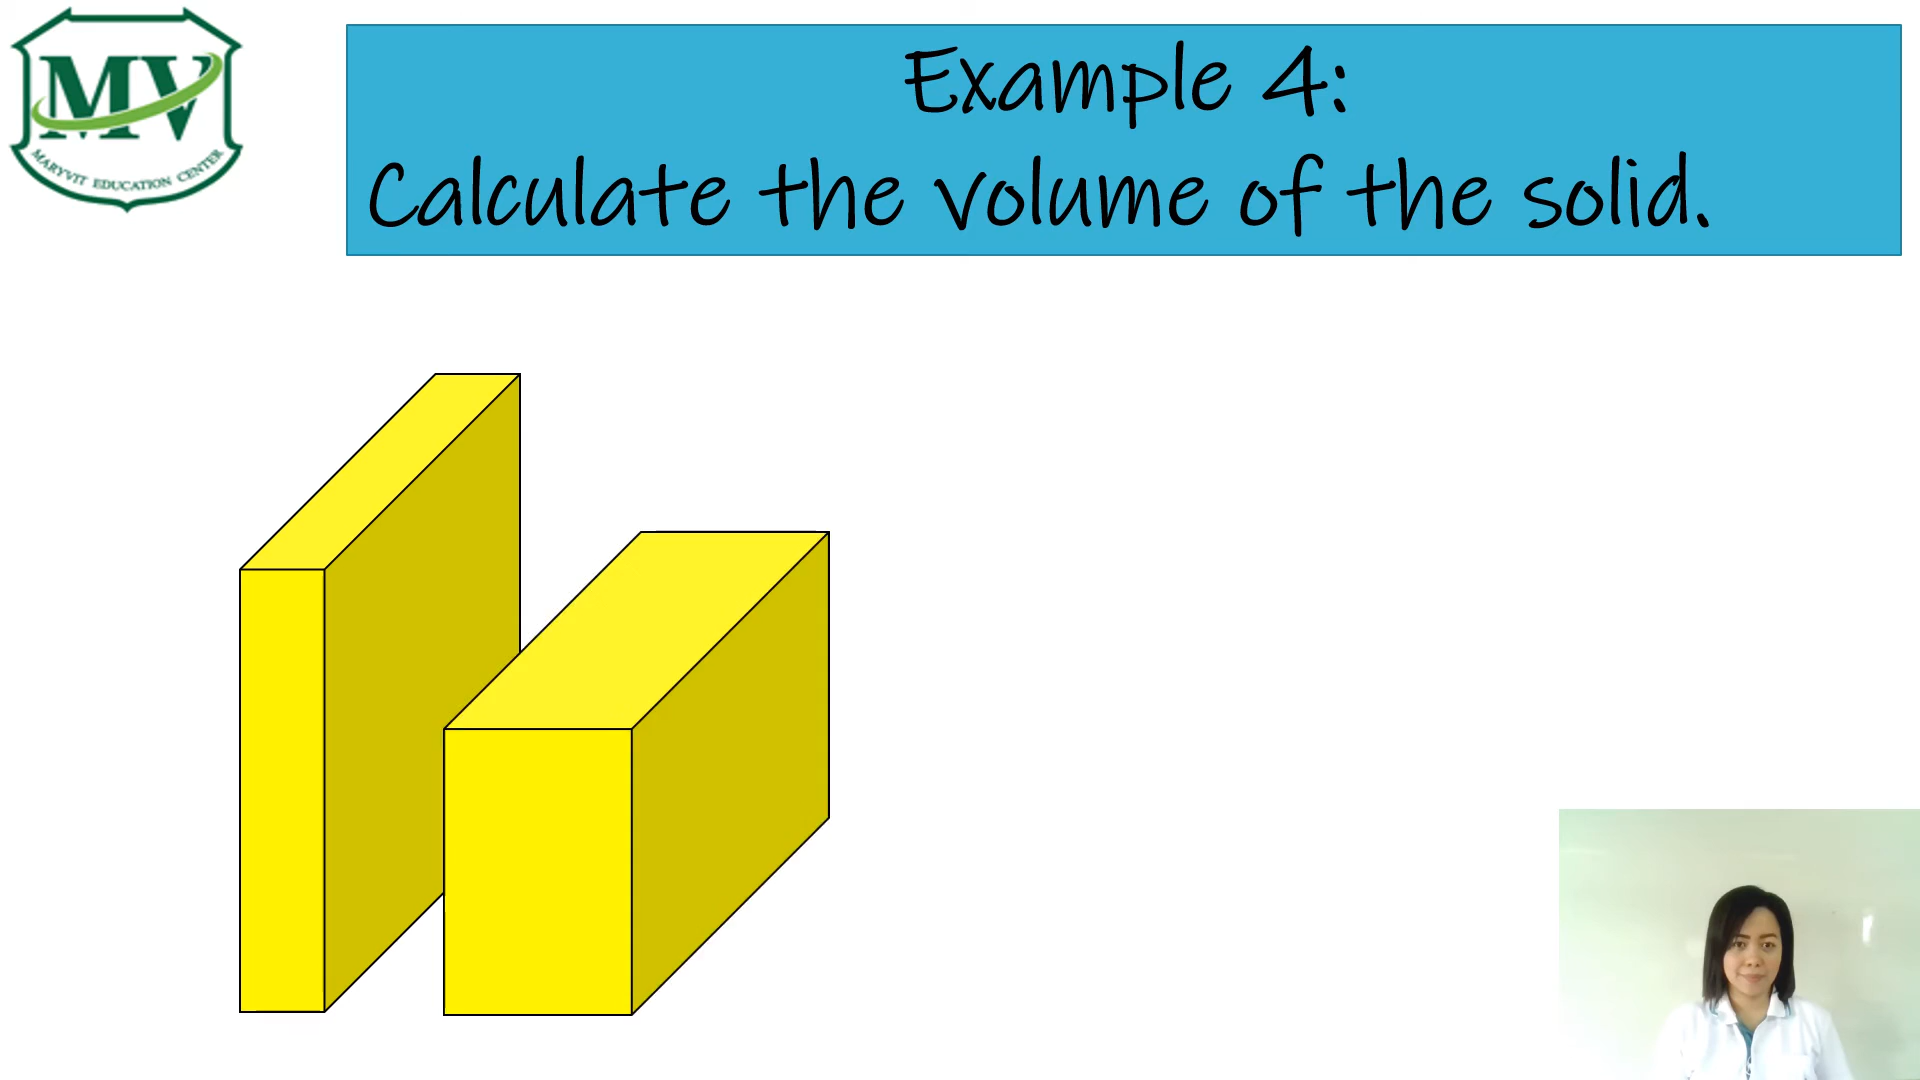 MV
MARYVIT EDUCATION CENTER
Example 4:
Calculate the volume of the solid.